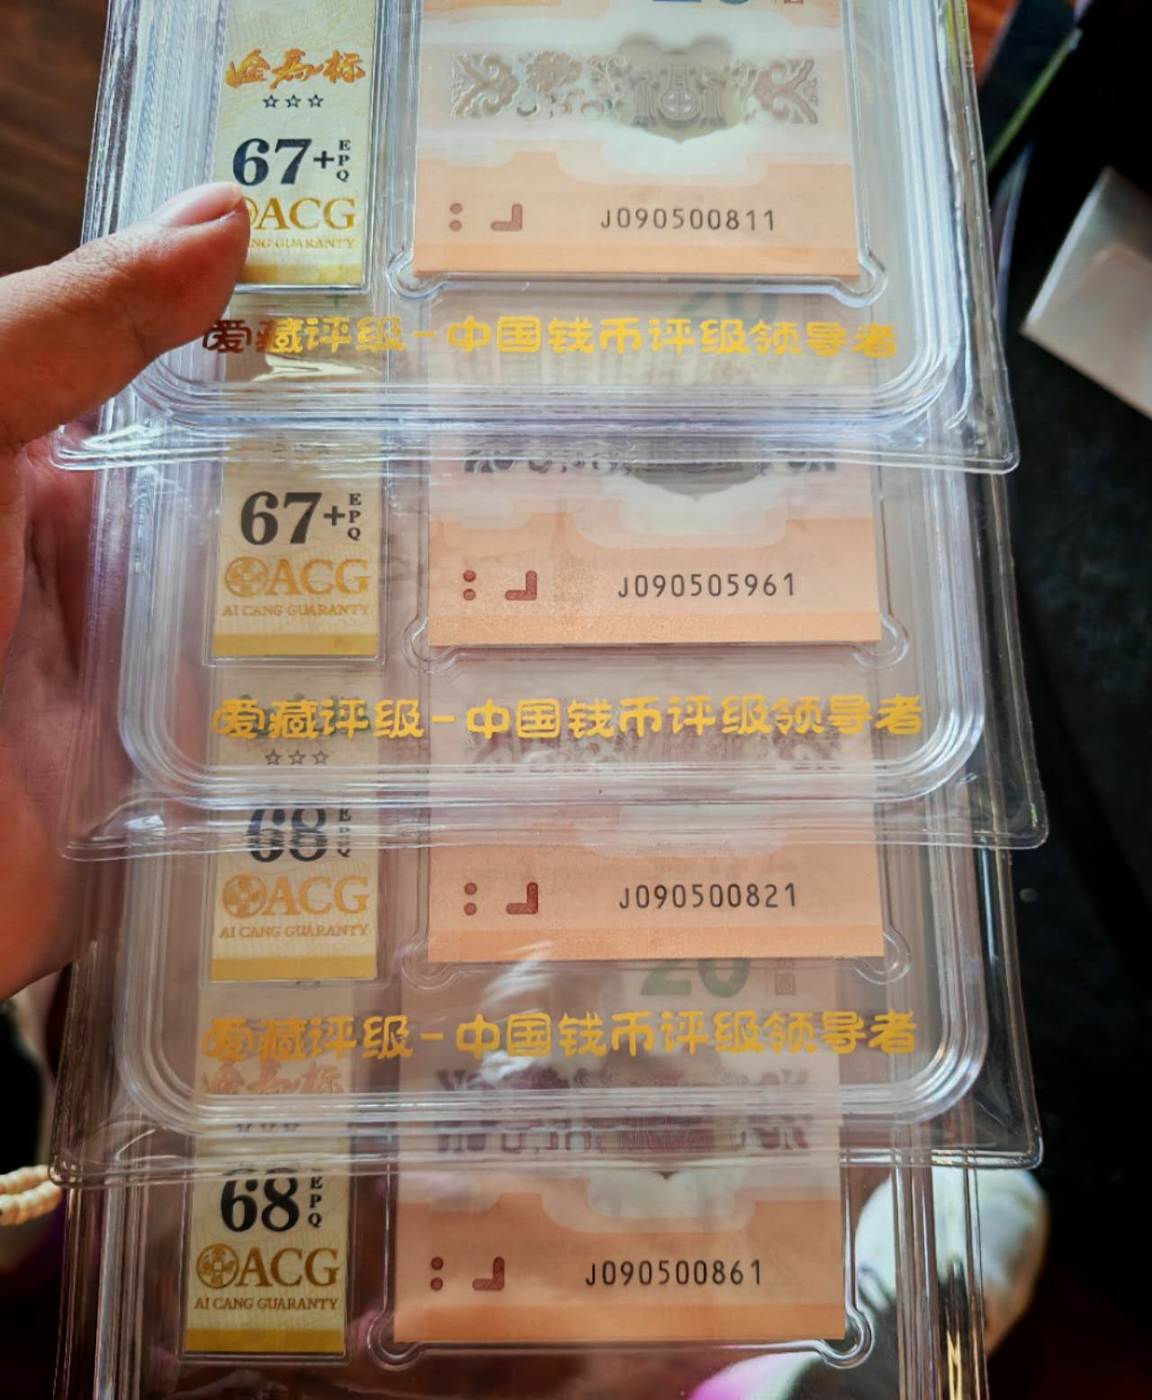 金 标
☆☆☆
67+ EPQ
ACG
NG GUARANTY
J090500811
爱藏评级-中国钱币评级领导者
67+ EPQ
ACG
AI CANG GUARANTY
J090505961
爱藏评级-中国钱币评级领导者
☆☆☆
68 EPQ
ACG
AI CANG GUARANTY
J090500821
20
爱藏评级-中国钱币评级领导者
68 EPQ
ACG
AI CANG GUARANTY
J090500861